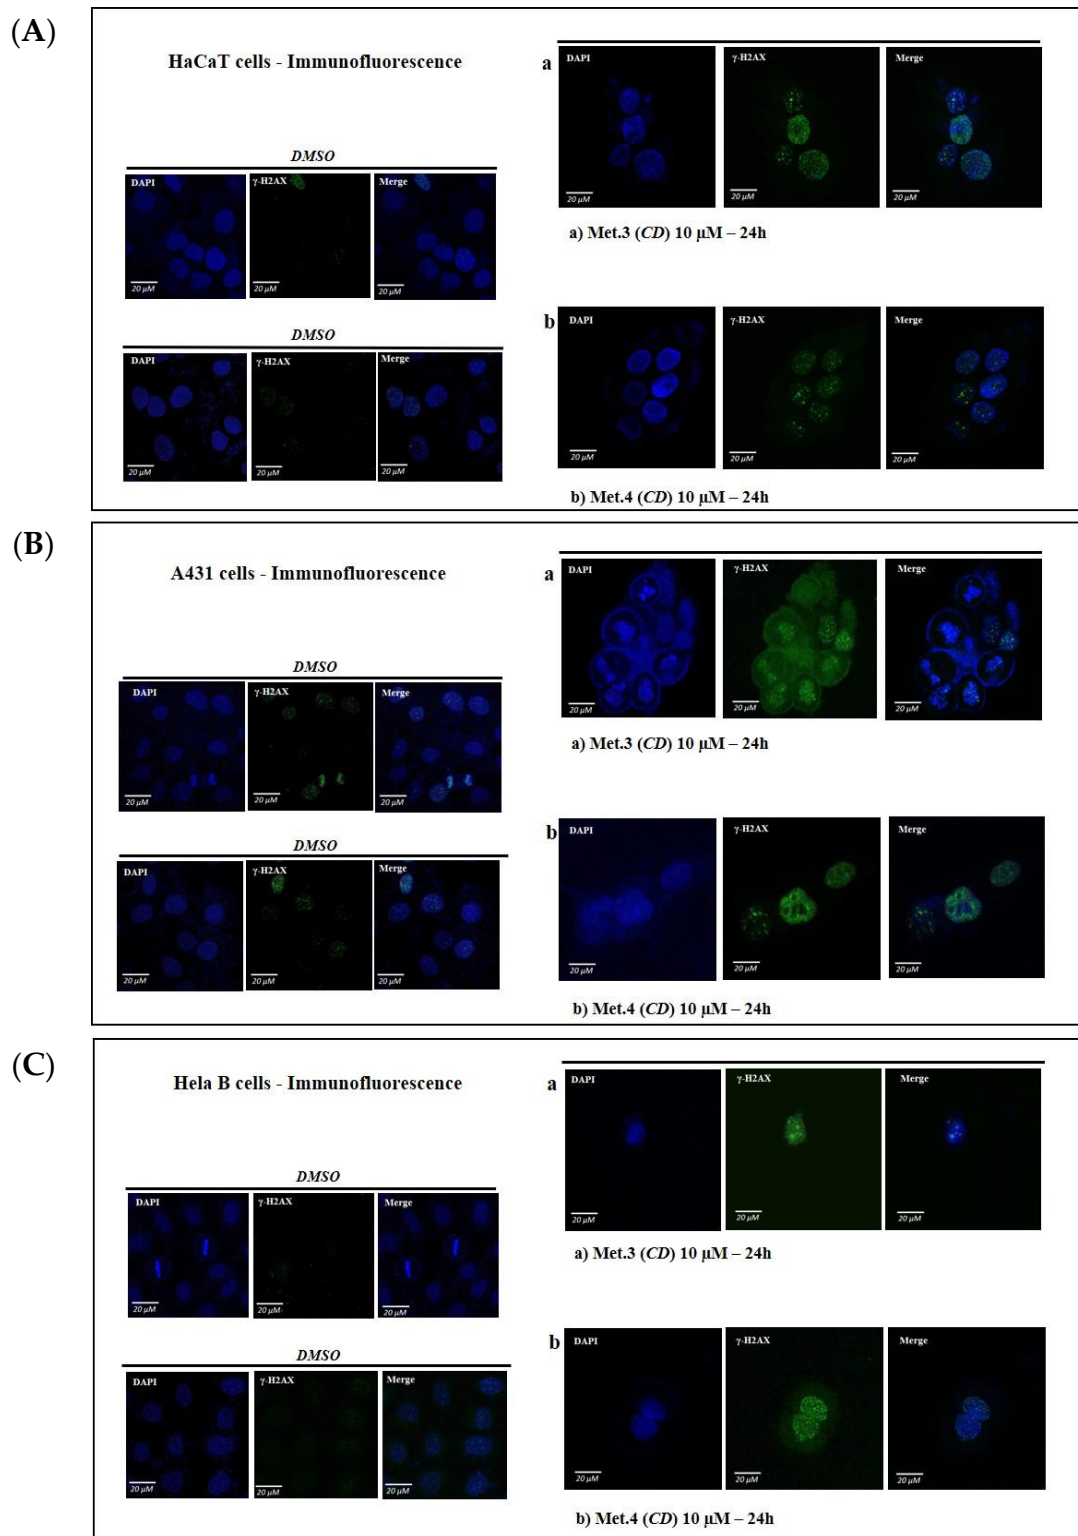 (A)
HaCaT cells - Immunofluorescence
DMSO
DAPI γ-H2AX Merge
20 μM 20 μM 20 μM
DMSO
DAPI γ-H2AX Merge
20 μM 20 μM 20 μM
a
DAPI γ-H2AX Merge
20 μM 20 μM 20 μM
a) Met.3 (CD) 10 μM – 24h
b
DAPI γ-H2AX Merge
20 μM 20 μM 20 μM
b) Met.4 (CD) 10 μM – 24h
(B)
A431 cells - Immunofluorescence
DMSO
DAPI γ-H2AX Merge
20 μM 20 μM 20 μM
DMSO
DAPI γ-H2AX Merge
20 μM 20 μM 20 μM
a
DAPI γ-H2AX Merge
20 μM 20 μM 20 μM
a) Met.3 (CD) 10 μM – 24h
b
DAPI γ-H2AX Merge
20 μM 20 μM 20 μM
b) Met.4 (CD) 10 μM – 24h
(C)
Hela B cells - Immunofluorescence
DMSO
DAPI γ-H2AX Merge
20 μM 20 μM 20 μM
DMSO
DAPI γ-H2AX Merge
20 μM 20 μM 20 μM
a
DAPI γ-H2AX Merge
20 μM 20 μM 20 μM
a) Met.3 (CD) 10 μM – 24h
b
DAPI γ-H2AX Merge
20 μM 20 μM 20 μM
b) Met.4 (CD) 10 μM – 24h